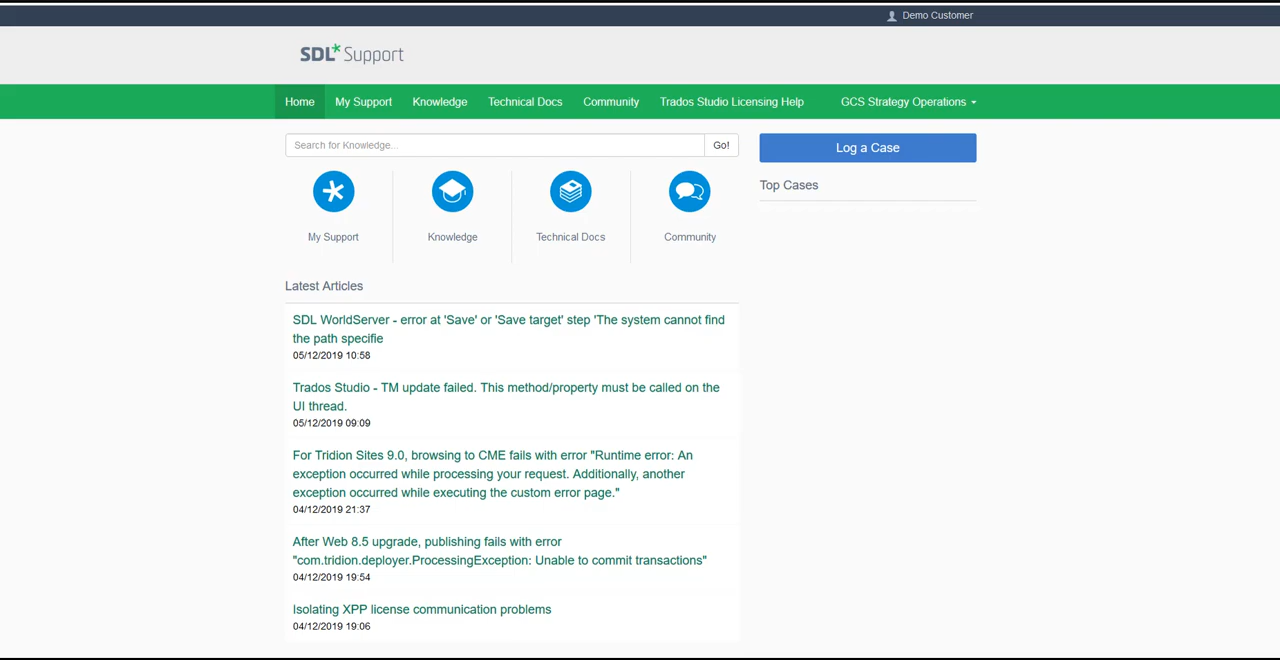 Demo Customer
SDL* Support
Home My Support Knowledge Technical Docs Community Trados Studio Licensing Help GCS Strategy Operations
Search for Knowledge... Go! Log a Case
Top Cases
My Support Knowledge Technical Docs Community
Latest Articles
SDL WorldServer - error at 'Save' or 'Save target' step 'The system cannot find
the path specifie
05/12/2019 10:58
Trados Studio - TM update failed. This method/property must be called on the
UI thread.
05/12/2019 09:09
For Tridion Sites 9.0, browsing to CME fails with error "Runtime error: An
exception occurred while processing your request. Additionally, another
exception occurred while executing the custom error page."
04/12/2019 21:37
After Web 8.5 upgrade, publishing fails with error
"com.tridion.deployer.ProcessingException: Unable to commit transactions"
04/12/2019 19:54
Isolating XPP license communication problems
04/12/2019 19:06